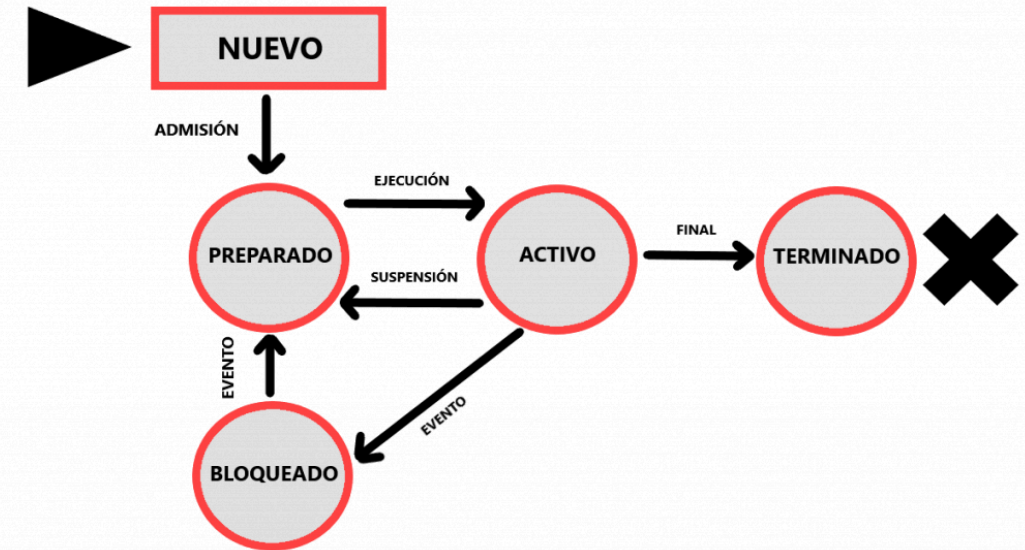 NUEVO
ADMISIÓN
EJECUCIÓN
PREPARADO
ACTIVO
FINAL
TERMINADO
SUSPENSIÓN
EVENTO
EVENTO
BLOQUEADO